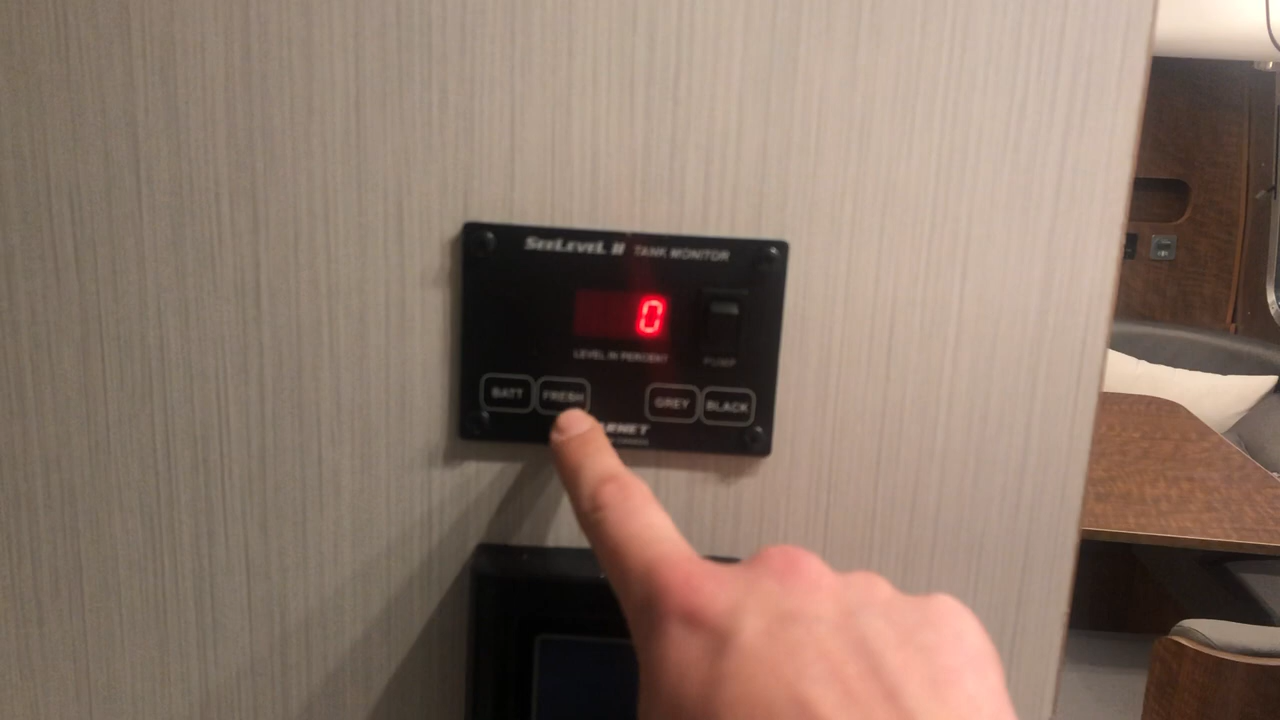 SEELEVEL II TANK MONITOR
0
LEVEL IN PERCENT
PUMP
BATT FRESH GREY BLACK